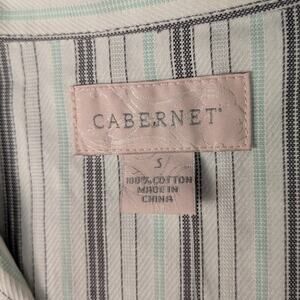 CABERNET
S
100% COTTON
MADE IN
CHINA